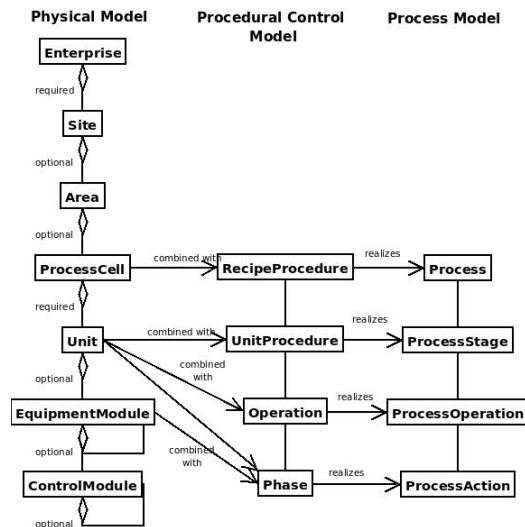 Physical Model
Procedural Control
Model
Process Model
Enterprise
required
Site
optional
Area
optional
ProcessCell
combined with
RecipeProcedure
realizes
Process
required
Unit
combined with
UnitProcedure
realizes
ProcessStage
optional
combined
with
EquipmentModule
Operation
realizes
ProcessOperation
optional
combined
with
ControlModule
Phase
realizes
ProcessAction
optional